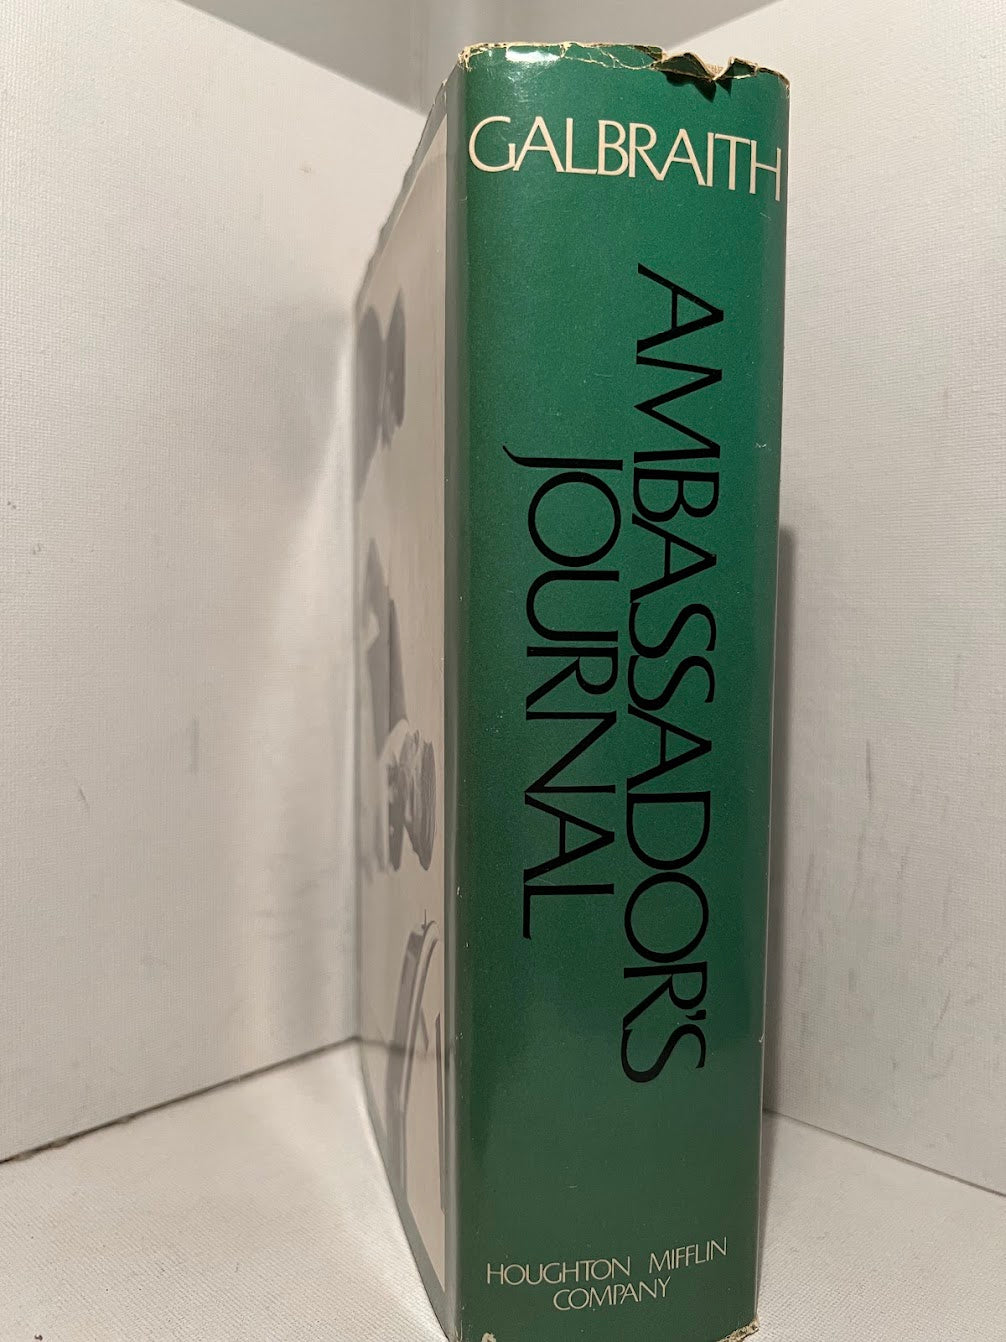 GALBRAITH
AMBASSADOR'S
JOURNAL
HOUGHTON MIFFLIN
COMPANY